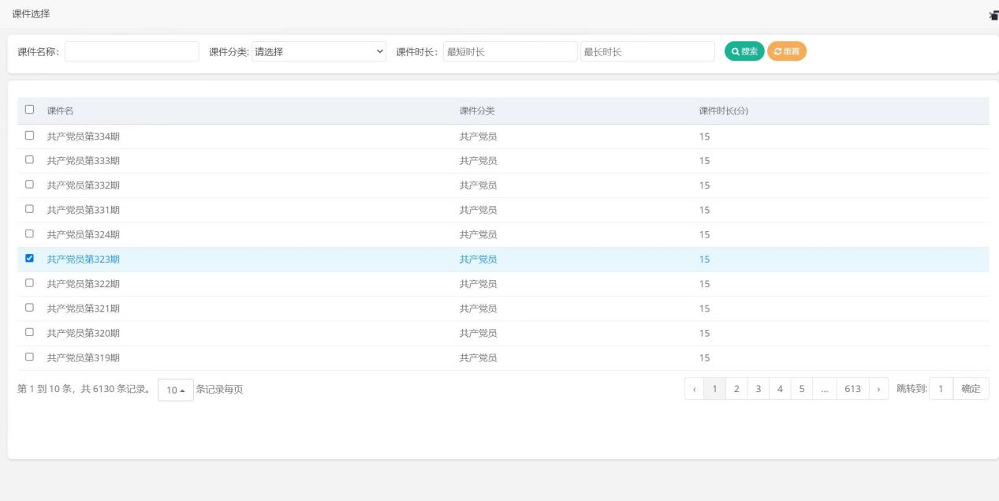 课件选择
课件名称： 课件分类: 请选择 课件时长： 最短时长 最长时长 搜索 重置
课件名 课件分类 课件时长(分)
共产党员第334期 共产党员 15
共产党员第333期 共产党员 15
共产党员第332期 共产党员 15
共产党员第331期 共产党员 15
共产党员第324期 共产党员 15
共产党员第323期 共产党员 15
共产党员第322期 共产党员 15
共产党员第321期 共产党员 15
共产党员第320期 共产党员 15
共产党员第319期 共产党员 15
第 1 到 10 条，共 6130 条记录。 10 条记录每页 ‹ 1 2 3 4 5 ... 613 › 跳转到: 1 确定